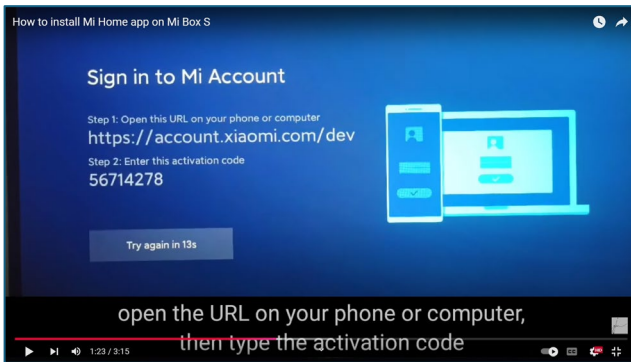 How to install Mi Home app on Mi Box S
Sign in to Mi Account
Step 1: Open this URL on your phone or computer
https://account.xiaomi.com/dev
Step 2: Enter this activation code
56714278
Try again in 13s
open the URL on your phone or computer,
then type the activation code
1:23 / 3:15